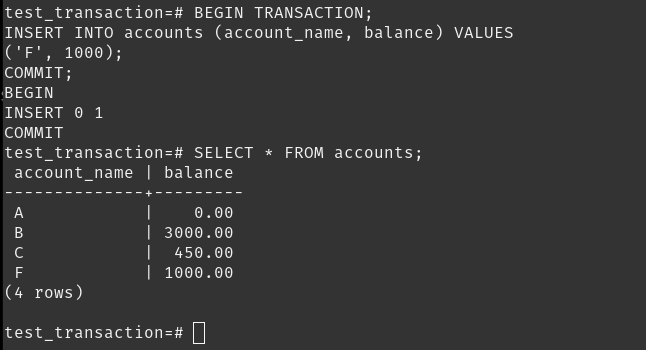 test_transaction=# BEGIN TRANSACTION;
INSERT INTO accounts (account_name, balance) VALUES
('F', 1000);
COMMIT;
BEGIN
INSERT 0 1
COMMIT
test_transaction=# SELECT * FROM accounts;
 account_name | balance
--------------+---------
 A            |    0.00
 B            | 3000.00
 C            |  450.00
 F            | 1000.00
(4 rows)

test_transaction=#